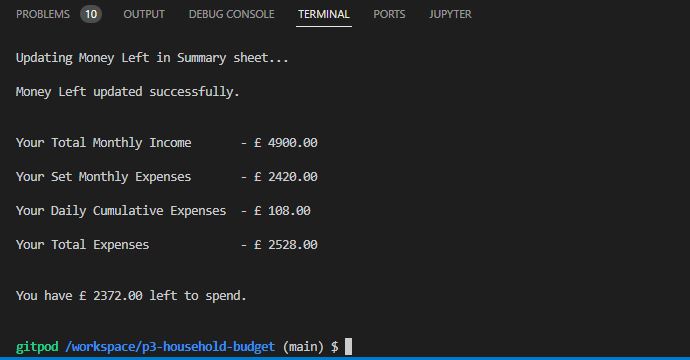 PROBLEMS 10 OUTPUT DEBUG CONSOLE TERMINAL PORTS JUPYTER
Updating Money Left in Summary sheet...
Money Left updated successfully.
Your Total Monthly Income - £ 4900.00
Your Set Monthly Expenses - £ 2420.00
Your Daily Cumulative Expenses - £ 108.00
Your Total Expenses - £ 2528.00
You have £ 2372.00 left to spend.
gitpod /workspace/p3-household-budget (main) $